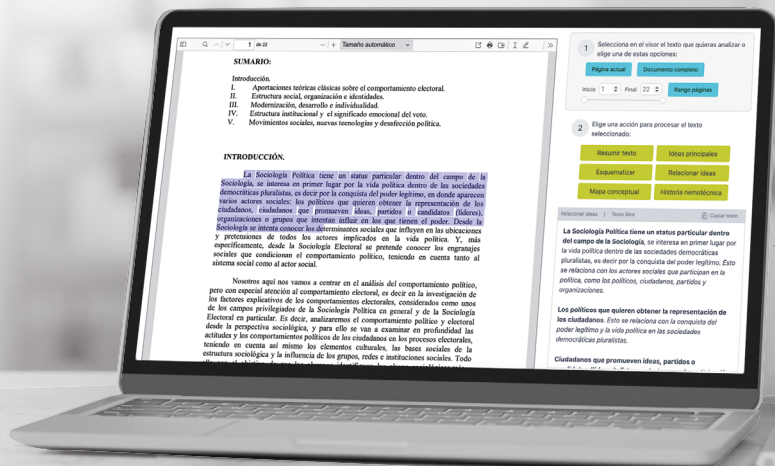 1 de 22
Tamaño automático
SUMARIO:
Introducción.
I. Aportaciones teóricas clásicas sobre el comportamiento electoral.
II. Estructura social, organización e identidades.
III. Modernización, desarrollo e individualidad.
IV. Estructura institucional y el significado emocional del voto.
V. Movimientos sociales, nuevas tecnologías y desafección política.
INTRODUCCIÓN.
La Sociología Política tiene un status particular dentro del campo de la
Sociología, se interesa en primer lugar por la vida política dentro de las sociedades
democráticas pluralistas, es decir por la conquista del poder legítimo, en donde aparecen
varios actores sociales: los políticos que quieren obtener la representación de los
ciudadanos, ciudadanos que promueven ideas, partidos o candidatos (líderes),
organizaciones o grupos que intentan influir en los que tienen el poder. Desde la
Sociología se intenta conocer los determinantes sociales que influyen en las ubicaciones
y pretensiones de todos los actores implicados en la vida política. Y, más
específicamente, desde la Sociología Electoral se pretende conocer los engranajes
sociales que condicionan el comportamiento político, teniendo en cuenta tanto al
sistema social como al actor social.
Nosotros aquí nos vamos a centrar en el análisis del comportamiento político,
pero con especial atención al comportamiento electoral, es decir en la investigación de
los factores explicativos de los comportamientos electorales, considerados como unos
de los campos privilegiados de la Sociología Política en general y de la Sociología
Electoral en particular. Es decir, analizaremos el comportamiento político y electoral
desde la perspectiva sociológica, y para ello se van a examinar en profundidad las
actitudes y los comportamientos políticos de los ciudadanos en los procesos electorales,
teniendo en cuenta así mismo los elementos culturales, las bases sociales de la
estructura sociológica y la influencia de los grupos, redes e instituciones sociales. Todo
1 Selecciona en el visor el texto que quieras analizar o
elige una de estas opciones:
Página actual Documento completo
Inicio 1 Final 22 Rango páginas
2 Elige una acción para procesar el texto
seleccionado:
Resumir texto Ideas principales
Esquematizar Relacionar ideas
Mapa conceptual Historia nemotécnica
Relacionar ideas / Texto libre Copiar texto
La Sociología Política tiene un status particular dentro
del campo de la Sociología, se interesa en primer lugar por
la vida política dentro de las sociedades democráticas
pluralistas, es decir por la conquista del poder legítimo. Esto
se relaciona con los actores sociales que participan en la
política, como los políticos, ciudadanos, partidos y
organizaciones.
Los políticos que quieren obtener la representación de
los ciudadanos. Esto se relaciona con la conquista del
poder legítimo y la vida política en las sociedades
democráticas pluralistas.
Ciudadanos que promueven ideas, partidos o